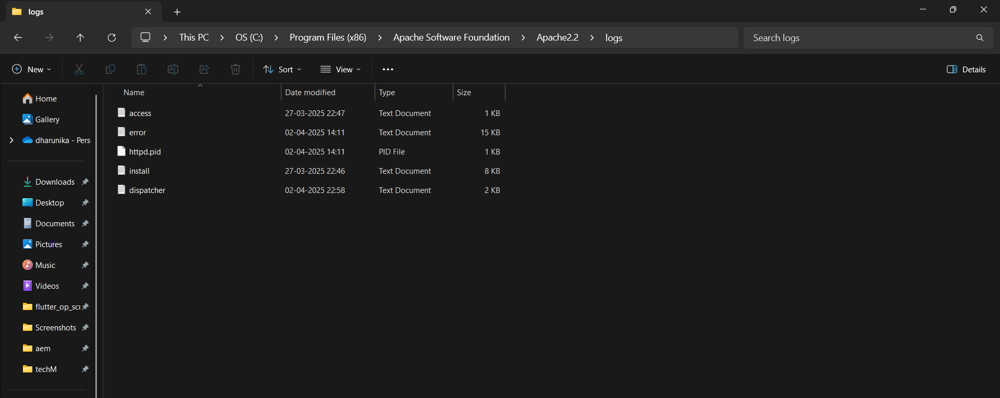 logs
This PC > OS (C:) > Program Files (x86) > Apache Software Foundation > Apache2.2 > logs
Search logs
New
Sort
View
Details
Home
Gallery
dharunika - Pers
Downloads
Desktop
Documents
Pictures
Music
Videos
flutter_op_scr
Screenshots
aem
techM
Name Date modified Type Size
access 27-03-2025 22:47 Text Document 1 KB
error 02-04-2025 14:11 Text Document 15 KB
httpd.pid 02-04-2025 14:11 PID File 1 KB
install 27-03-2025 22:46 Text Document 8 KB
dispatcher 02-04-2025 22:58 Text Document 2 KB